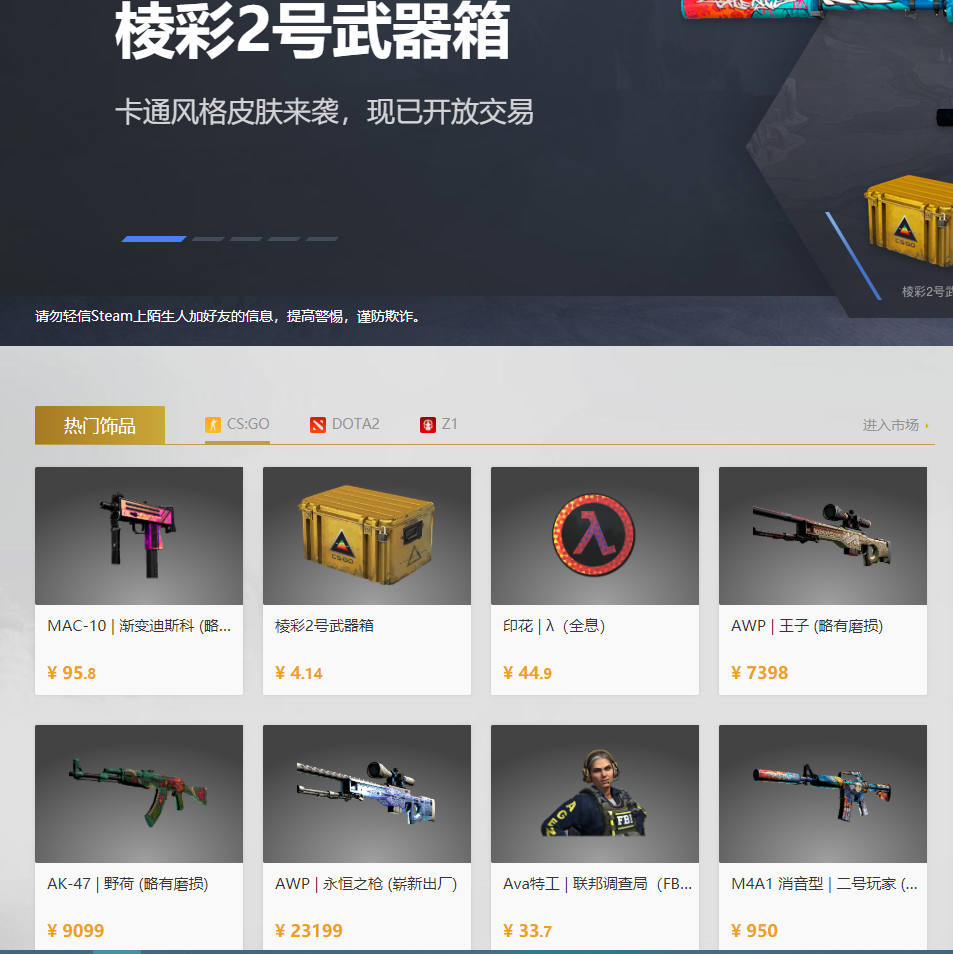 棱彩2号武器箱
卡通风格皮肤来袭，现已开放交易
CS:GO
棱彩2号武
请勿轻信Steam上陌生人加好友的信息，提高警惕，谨防欺诈。
热门饰品 CS:GO DOTA2 Z1 进入市场
CS:GO
MAC-10 | 渐变迪斯科 (略... 棱彩2号武器箱 印花 | λ（全息） AWP | 王子 (略有磨损)
¥ 95.8 ¥ 4.14 ¥ 44.9 ¥ 7398
FBI
AK-47 | 野荷 (略有磨损) AWP | 永恒之枪 (崭新出厂) Ava特工 | 联邦调查局（FB... M4A1 消音型 | 二号玩家 (...
¥ 9099 ¥ 23199 ¥ 33.7 ¥ 950